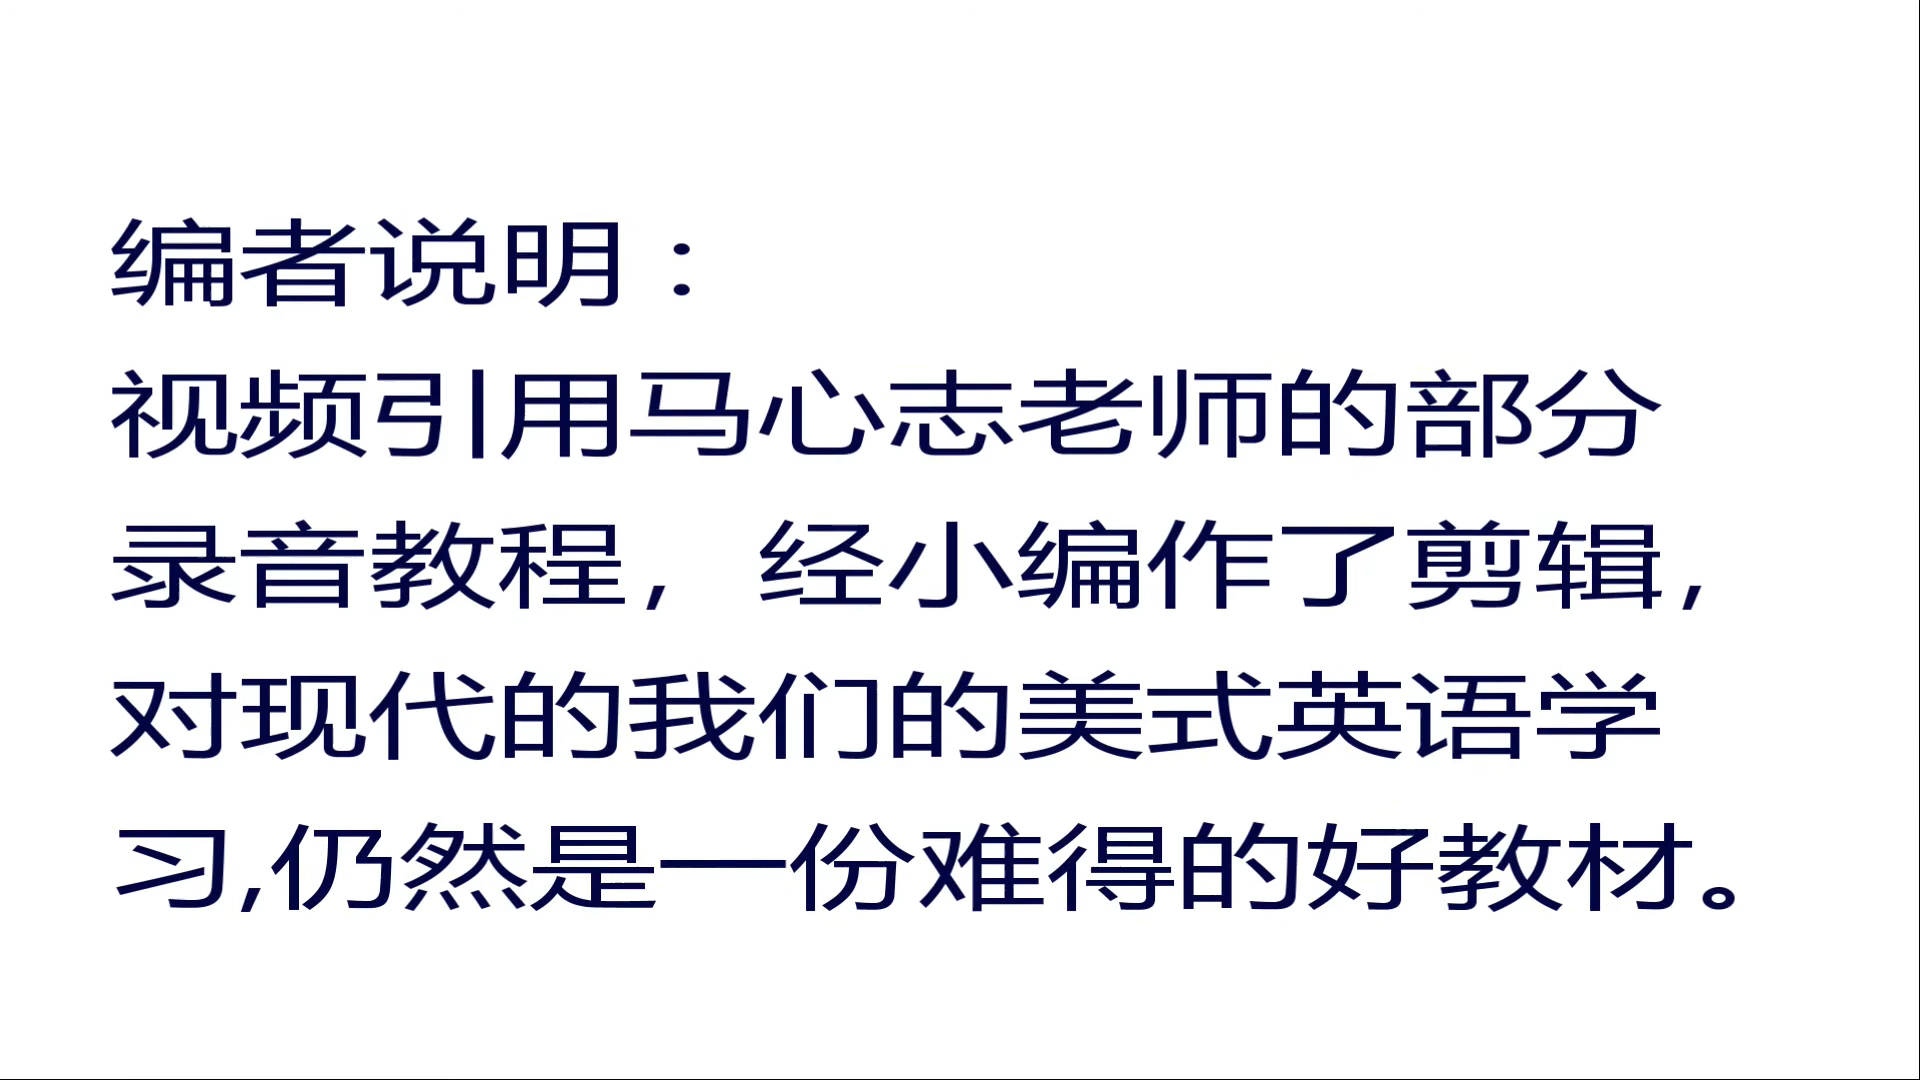 编者说明：
视频引用马心志老师的部分
录音教程，经小编作了剪辑，
对现代的我们的美式英语学
习,仍然是一份难得的好教材。